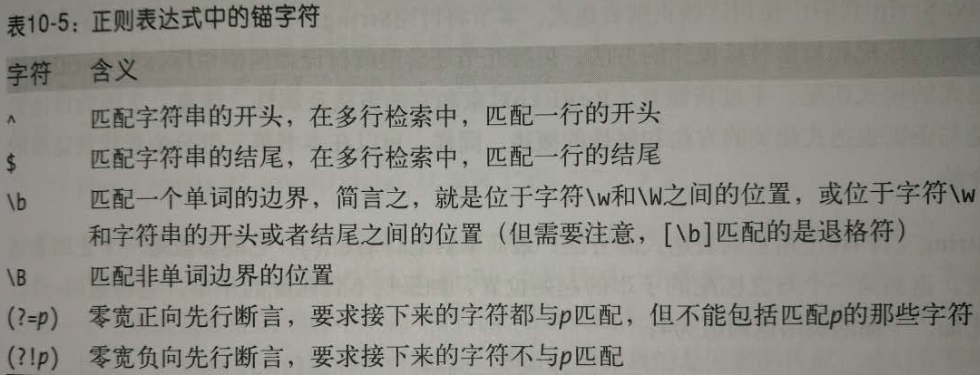 表10-5：正则表达式中的锚字符
字符 含义
^ 匹配字符串的开头，在多行检索中，匹配一行的开头
$ 匹配字符串的结尾，在多行检索中，匹配一行的结尾
\b 匹配一个单词的边界，简言之，就是位于字符\w和\W之间的位置，或位于字符\w
和字符串的开头或者结尾之间的位置（但需要注意，[\b]匹配的是退格符）
\B 匹配非单词边界的位置
(?=p) 零宽正向先行断言，要求接下来的字符都与p匹配，但不能包括匹配p的那些字符
(?!p) 零宽负向先行断言，要求接下来的字符不与p匹配